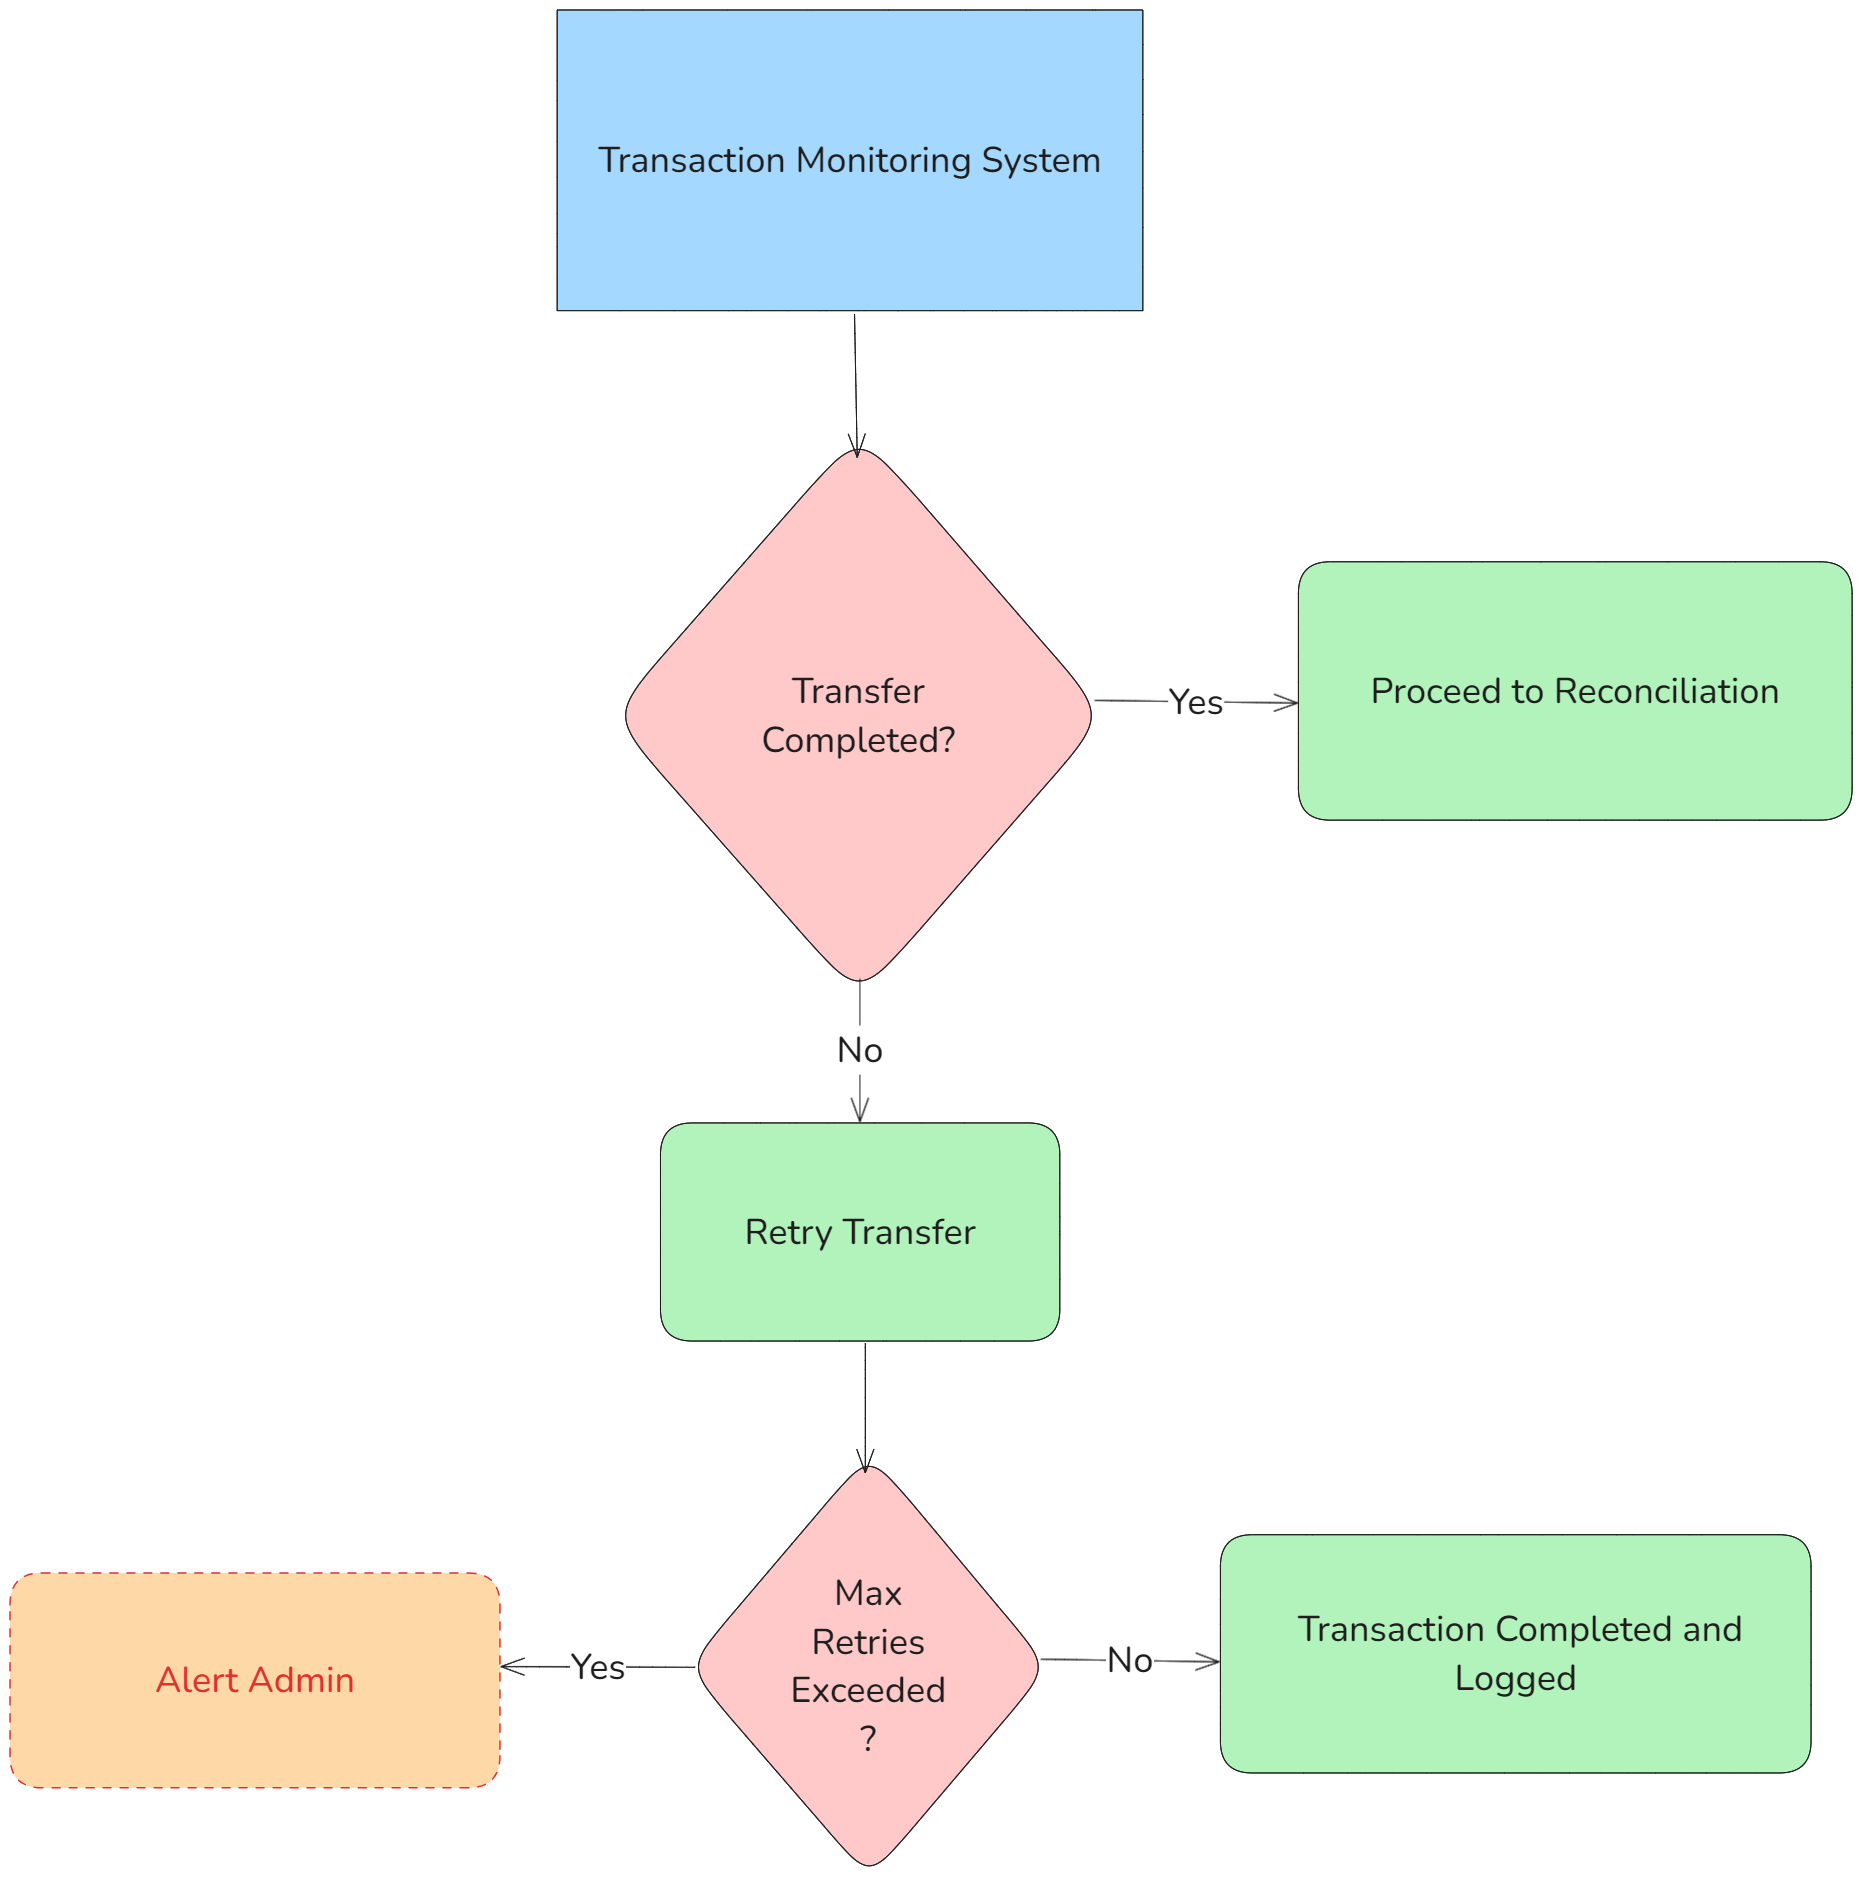 Transaction Monitoring System
Transfer
Completed?
Yes
Proceed to Reconciliation
No
Retry Transfer
Max
Retries
Exceeded
?
Yes
Alert Admin
No
Transaction Completed and
Logged